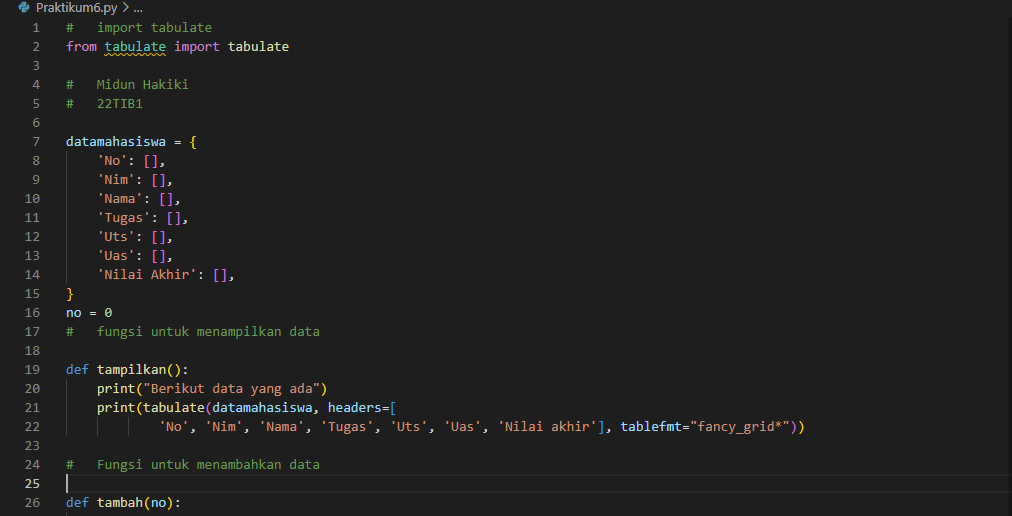 Praktikum6.py > ...
1 #   import tabulate
2 from tabulate import tabulate
3
4 #   Midun Hakiki
5 #   22TIB1
6
7 datamahasiswa = {
8     'No': [],
9     'Nim': [],
10     'Nama': [],
11     'Tugas': [],
12     'Uts': [],
13     'Uas': [],
14     'Nilai Akhir': [],
15 }
16 no = 0
17 #   fungsi untuk menampilkan data
18
19 def tampilkan():
20     print("Berikut data yang ada")
21     print(tabulate(datamahasiswa, headers=[
22             'No', 'Nim', 'Nama', 'Tugas', 'Uts', 'Uas', 'Nilai akhir'], tablefmt="fancy_grid*"))
23
24 #   Fungsi untuk menambahkan data
25
26 def tambah(no):